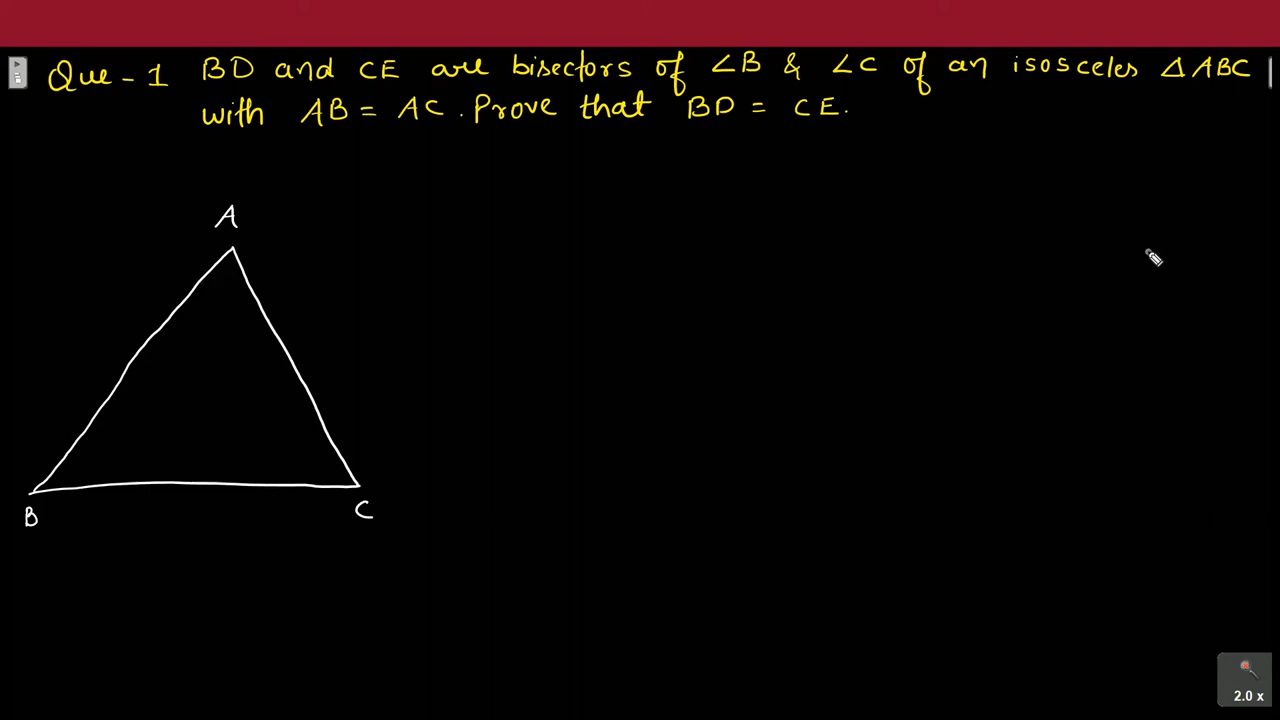 Que-1 BD and CE are bisectors of ∠B & ∠C of an isosceles △ABC
with AB = AC. Prove that BD = CE.
A
B
C
2.0 x